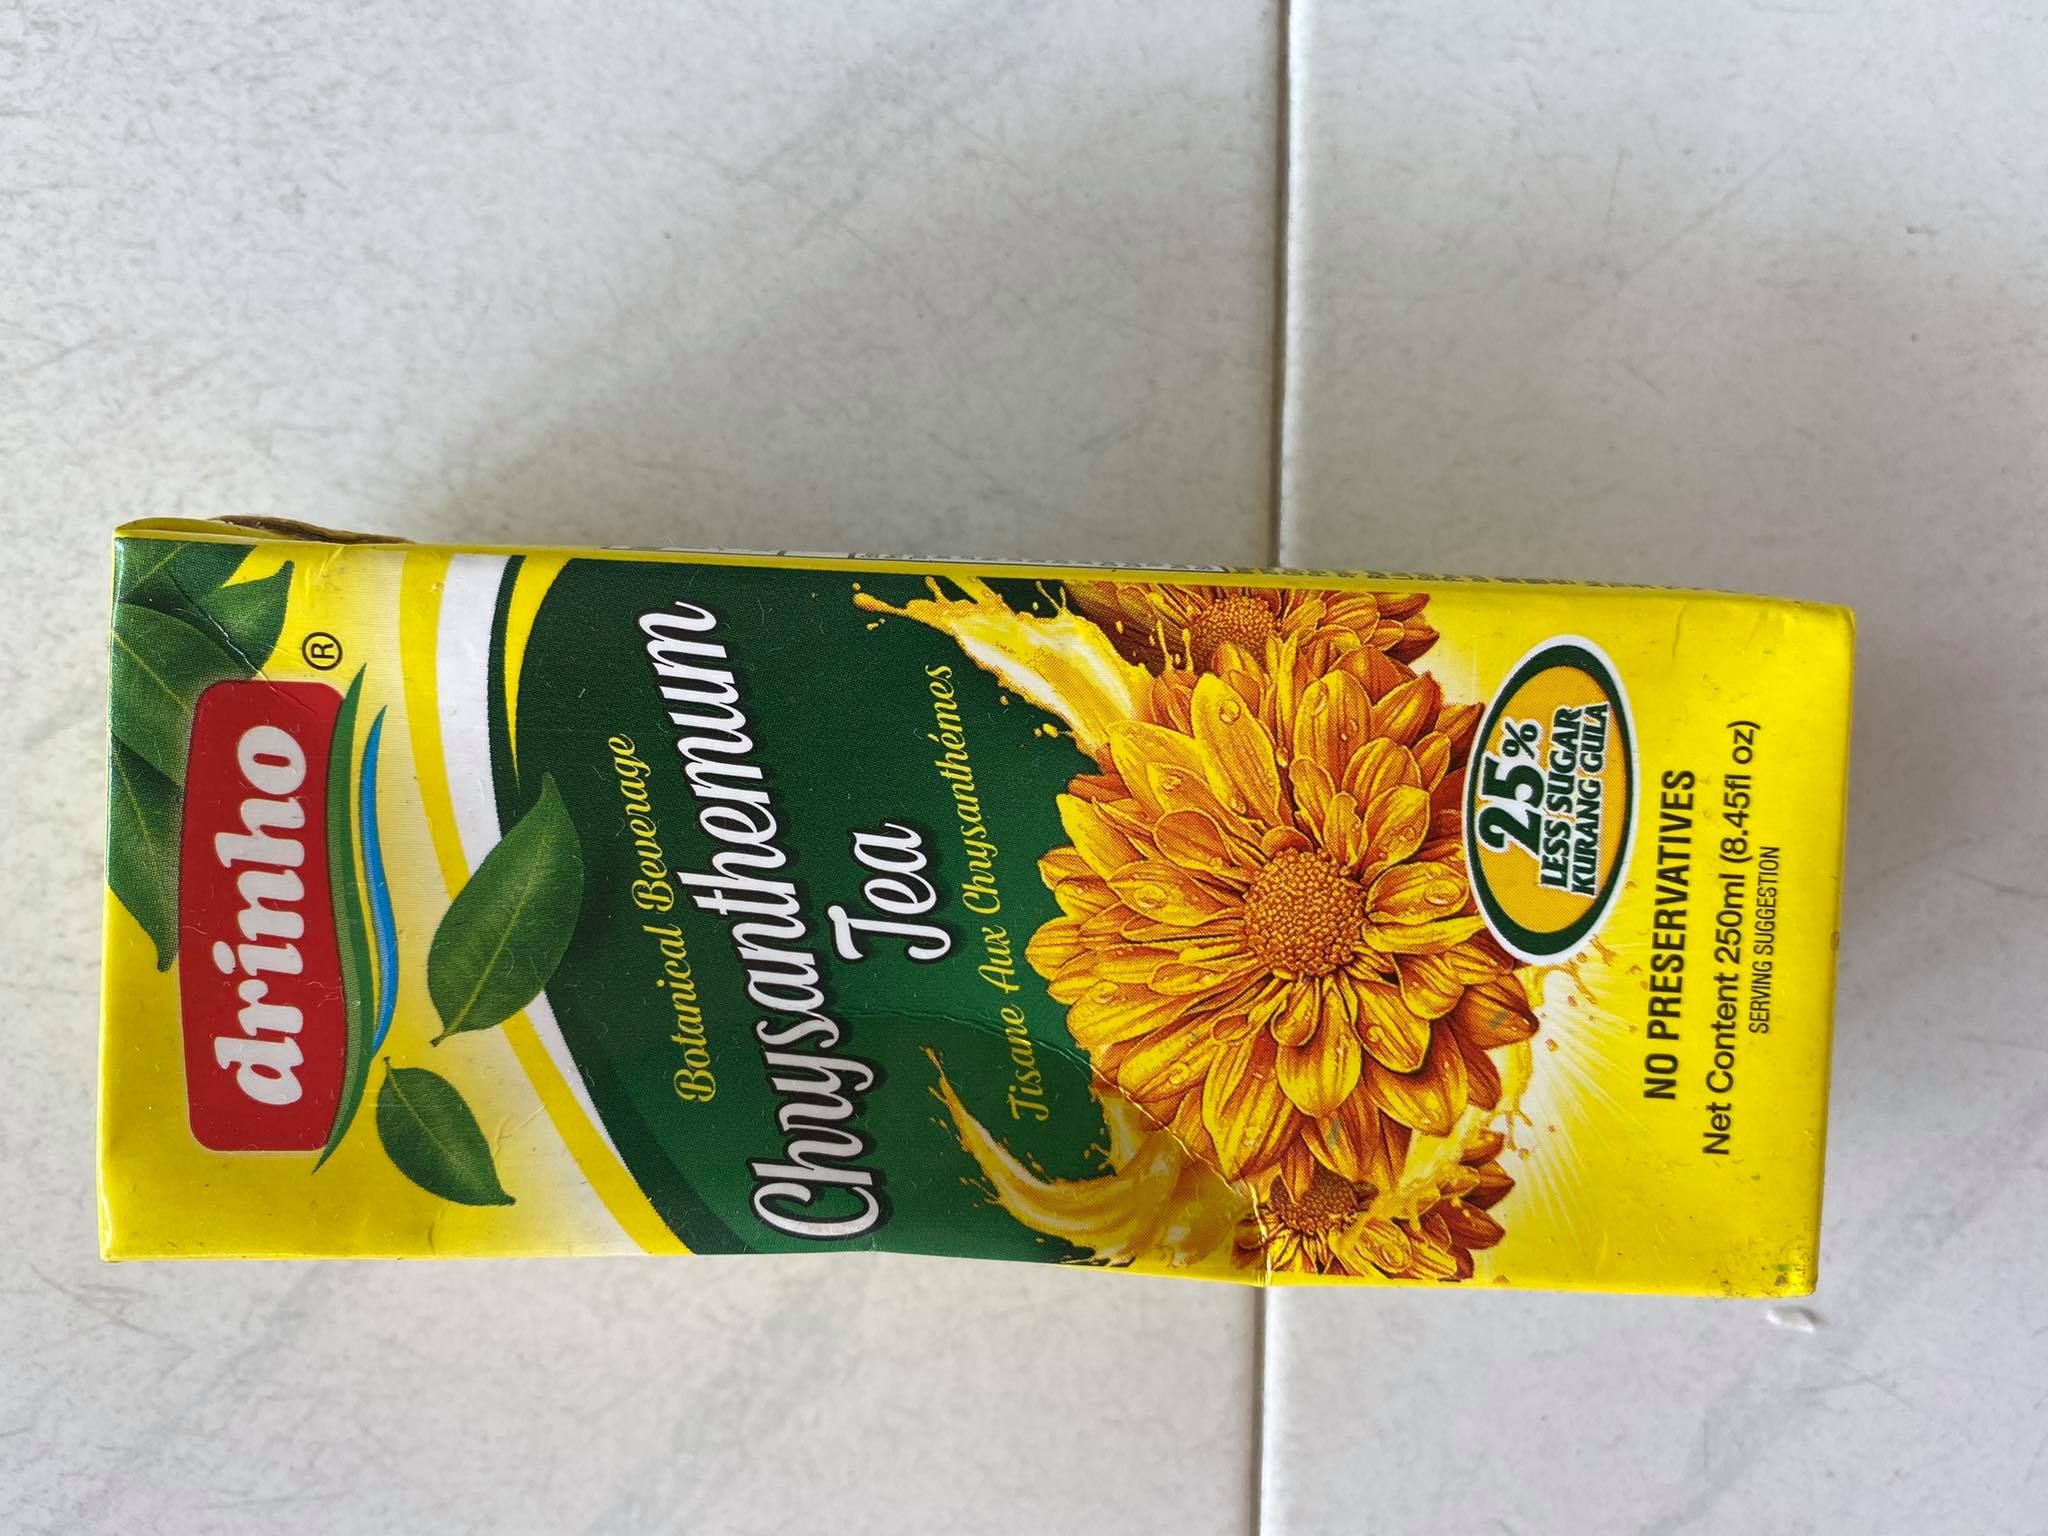 drinho
®
Botanical Beverage
Chrysanthemum
Tea
Tisane Aux Chrysanthémes
25%
LESS SUGAR
KURANG GULA
NO PRESERVATIVES
Net Content 250ml (8.45fl oz)
SERVING SUGGESTION